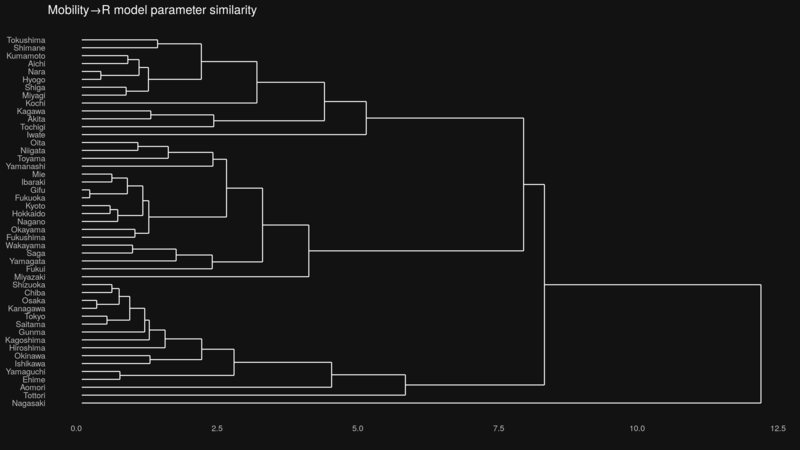 Mobility→R model parameter similarity
Tokushima
Shimane
Kumamoto
Aichi
Nara
Hyogo
Shiga
Miyagi
Kochi
Kagawa
Akita
Tochigi
Iwate
Oita
Niigata
Toyama
Yamanashi
Mie
Ibaraki
Gifu
Fukuoka
Kyoto
Hokkaido
Nagano
Okayama
Fukushima
Wakayama
Saga
Yamagata
Fukui
Miyazaki
Shizuoka
Chiba
Osaka
Kanagawa
Tokyo
Saitama
Gunma
Kagoshima
Hiroshima
Okinawa
Ishikawa
Yamaguchi
Ehime
Aomori
Tottori
Nagasaki
0.0 2.5 5.0 7.5 10.0 12.5